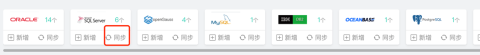 ORACLE 14个
SQL Server 6个
openGauss 4个
MySQL 1个
IBM DB2 1个
OCEANBASE 1个
PostgreSQL 1个
新增 同步
新增 同步
新增 同步
新增 同步
新增 同步
新增 同步
新增 同步